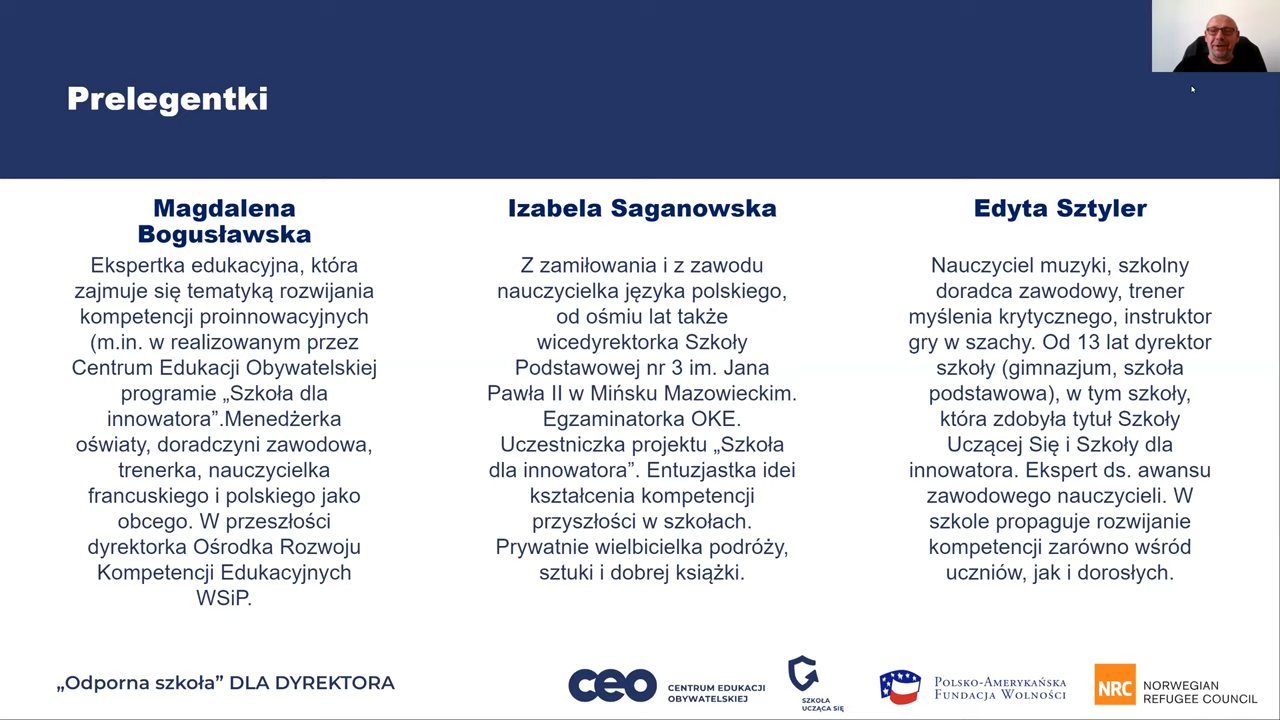 Prelegentki
Magdalena
Bogusławska
Ekspertka edukacyjna, która
zajmuje się tematyką rozwijania
kompetencji proinnowacyjnych
(m.in. w realizowanym przez
Centrum Edukacji Obywatelskiej
programie „Szkoła dla
innowatora”.Menedżerka
oświaty, doradczyni zawodowa,
trenerka, nauczycielka
francuskiego i polskiego jako
obcego. W przeszłości
dyrektorka Ośrodka Rozwoju
Kompetencji Edukacyjnych
WSiP.
Izabela Saganowska
Z zamiłowania i z zawodu
nauczycielka języka polskiego,
od ośmiu lat także
wicedyrektorka Szkoły
Podstawowej nr 3 im. Jana
Pawła II w Mińsku Mazowieckim.
Egzaminatorka OKE.
Uczestniczka projektu „Szkoła
dla innowatora”. Entuzjastka idei
kształcenia kompetencji
przyszłości w szkołach.
Prywatnie wielbicielka podróży,
sztuki i dobrej książki.
Edyta Sztyler
Nauczyciel muzyki, szkolny
doradca zawodowy, trener
myślenia krytycznego, instruktor
gry w szachy. Od 13 lat dyrektor
szkoły (gimnazjum, szkoła
podstawowa), w tym szkoły,
która zdobyła tytuł Szkoły
Uczącej Się i Szkoły dla
innowatora. Ekspert ds. awansu
zawodowego nauczycieli. W
szkole propaguje rozwijanie
kompetencji zarówno wśród
uczniów, jak i dorosłych.
„Odporna szkoła” DLA DYREKTORA
ceo
CENTRUM EDUKACJI
OBYWATELSKIEJ
SZKOŁA
UCZĄCA SIĘ
POLSKO-AMERYKAŃSKA
FUNDACJA WOLNOŚCI
NRC
NORWEGIAN
REFUGEE COUNCIL